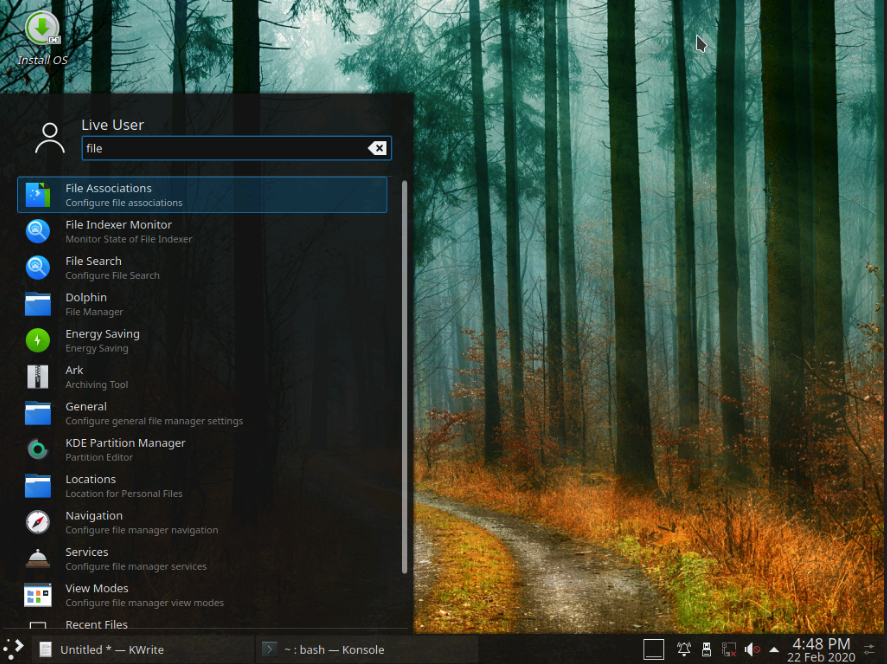 Install OS
Live User
file
File Associations
Configure file associations
File Indexer Monitor
Monitor State of File Indexer
File Search
Configure File Search
Dolphin
File Manager
Energy Saving
Energy Saving
Ark
Archiving Tool
General
Configure general file manager settings
KDE Partition Manager
Partition Editor
Locations
Location for Personal Files
Navigation
Configure file manager navigation
Services
Configure file manager services
View Modes
Configure file manager view modes
Recent Files
Untitled * — KWrite
~ : bash — Konsole
4:48 PM
22 Feb 2020